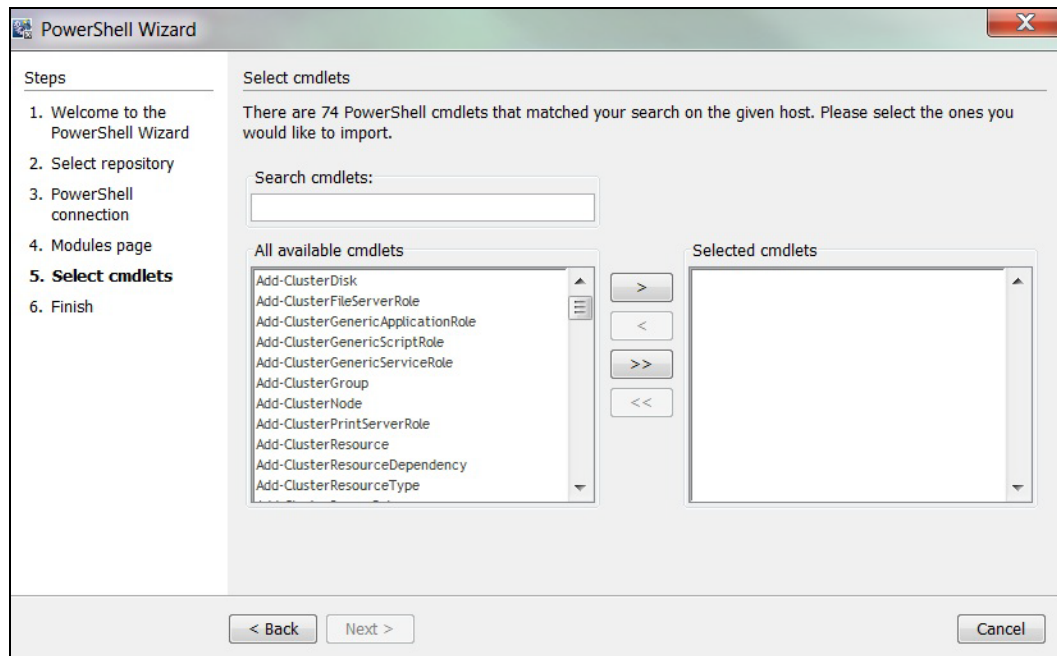 PowerShell Wizard
X
Steps
1. Welcome to the
PowerShell Wizard
2. Select repository
3. PowerShell
connection
4. Modules page
5. Select cmdlets
6. Finish
Select cmdlets
There are 74 PowerShell cmdlets that matched your search on the given host. Please select the ones you
would like to import.
Search cmdlets:
All available cmdlets
Add-ClusterDisk
Add-ClusterFileServerRole
Add-ClusterGenericApplicationRole
Add-ClusterGenericScriptRole
Add-ClusterGenericServiceRole
Add-ClusterGroup
Add-ClusterNode
Add-ClusterPrintServerRole
Add-ClusterResource
Add-ClusterResourceDependency
Add-ClusterResourceType
>
<
>>
<<
Selected cmdlets
< Back
Next >
Cancel